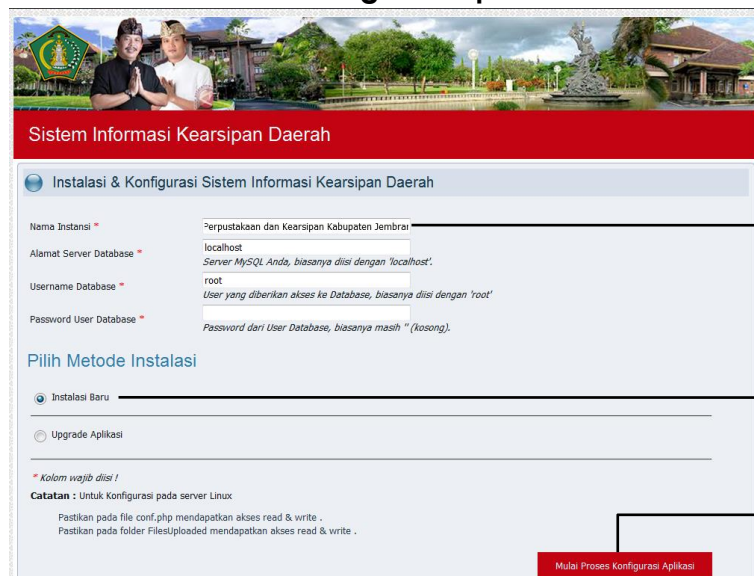 Sistem Informasi Kearsipan Daerah
Instalasi & Konfigurasi Sistem Informasi Kearsipan Daerah
Nama Instansi *
Perpustakaan dan Kearsipan Kabupaten Jembran
Alamat Server Database *
localhost
Server MySQL Anda, biasanya diisi dengan 'localhost'.
Username Database *
root
User yang diberikan akses ke Database, biasanya diisi dengan 'root'
Password User Database *
Password dari User Database, biasanya masih '' (kosong).
Pilih Metode Instalasi
Instalasi Baru
Upgrade Aplikasi
* Kolom wajib diisi !
Catatan : Untuk Konfigurasi pada server Linux
Pastikan pada file conf.php mendapatkan akses read & write .
Pastikan pada folder FilesUploaded mendapatkan akses read & write .
Mulai Proses Konfigurasi Aplikasi